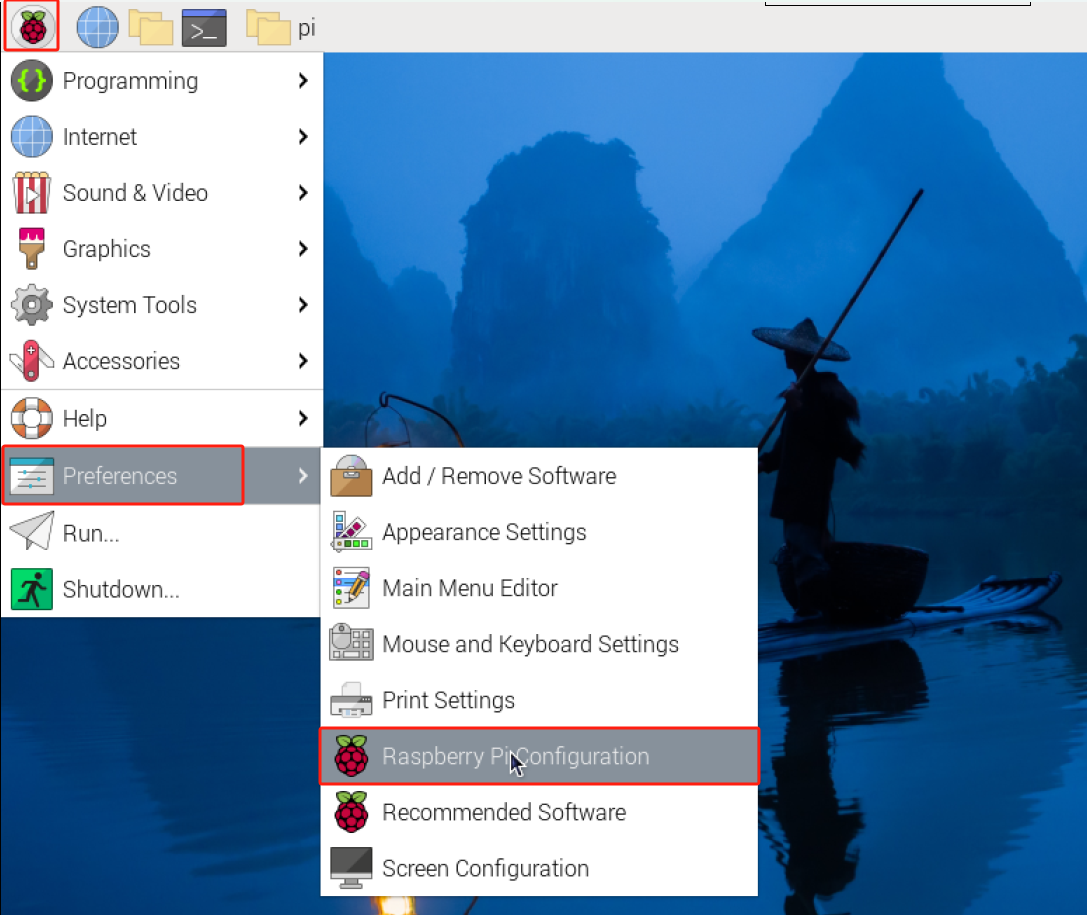 pi
Programming
Internet
Sound & Video
Graphics
System Tools
Accessories
Help
Preferences
Run...
Shutdown...
Add / Remove Software
Appearance Settings
Main Menu Editor
Mouse and Keyboard Settings
Print Settings
Raspberry Pi Configuration
Recommended Software
Screen Configuration